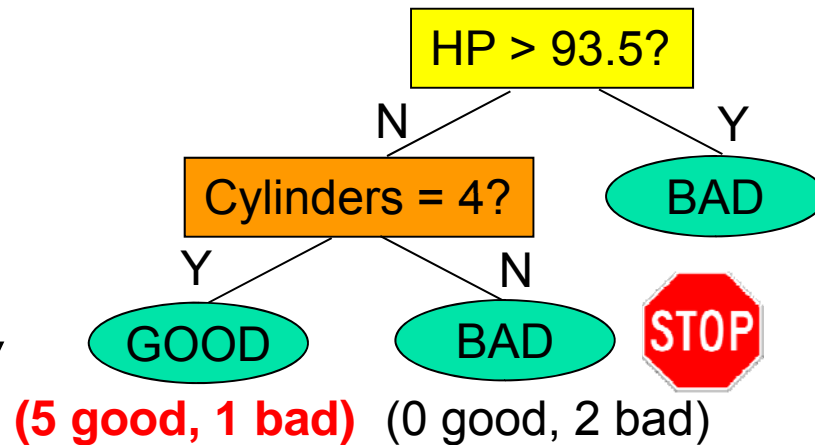 HP > 93.5?
N
Y
Cylinders = 4?
BAD
Y
N
GOOD
BAD
STOP
(5 good, 1 bad) (0 good, 2 bad)